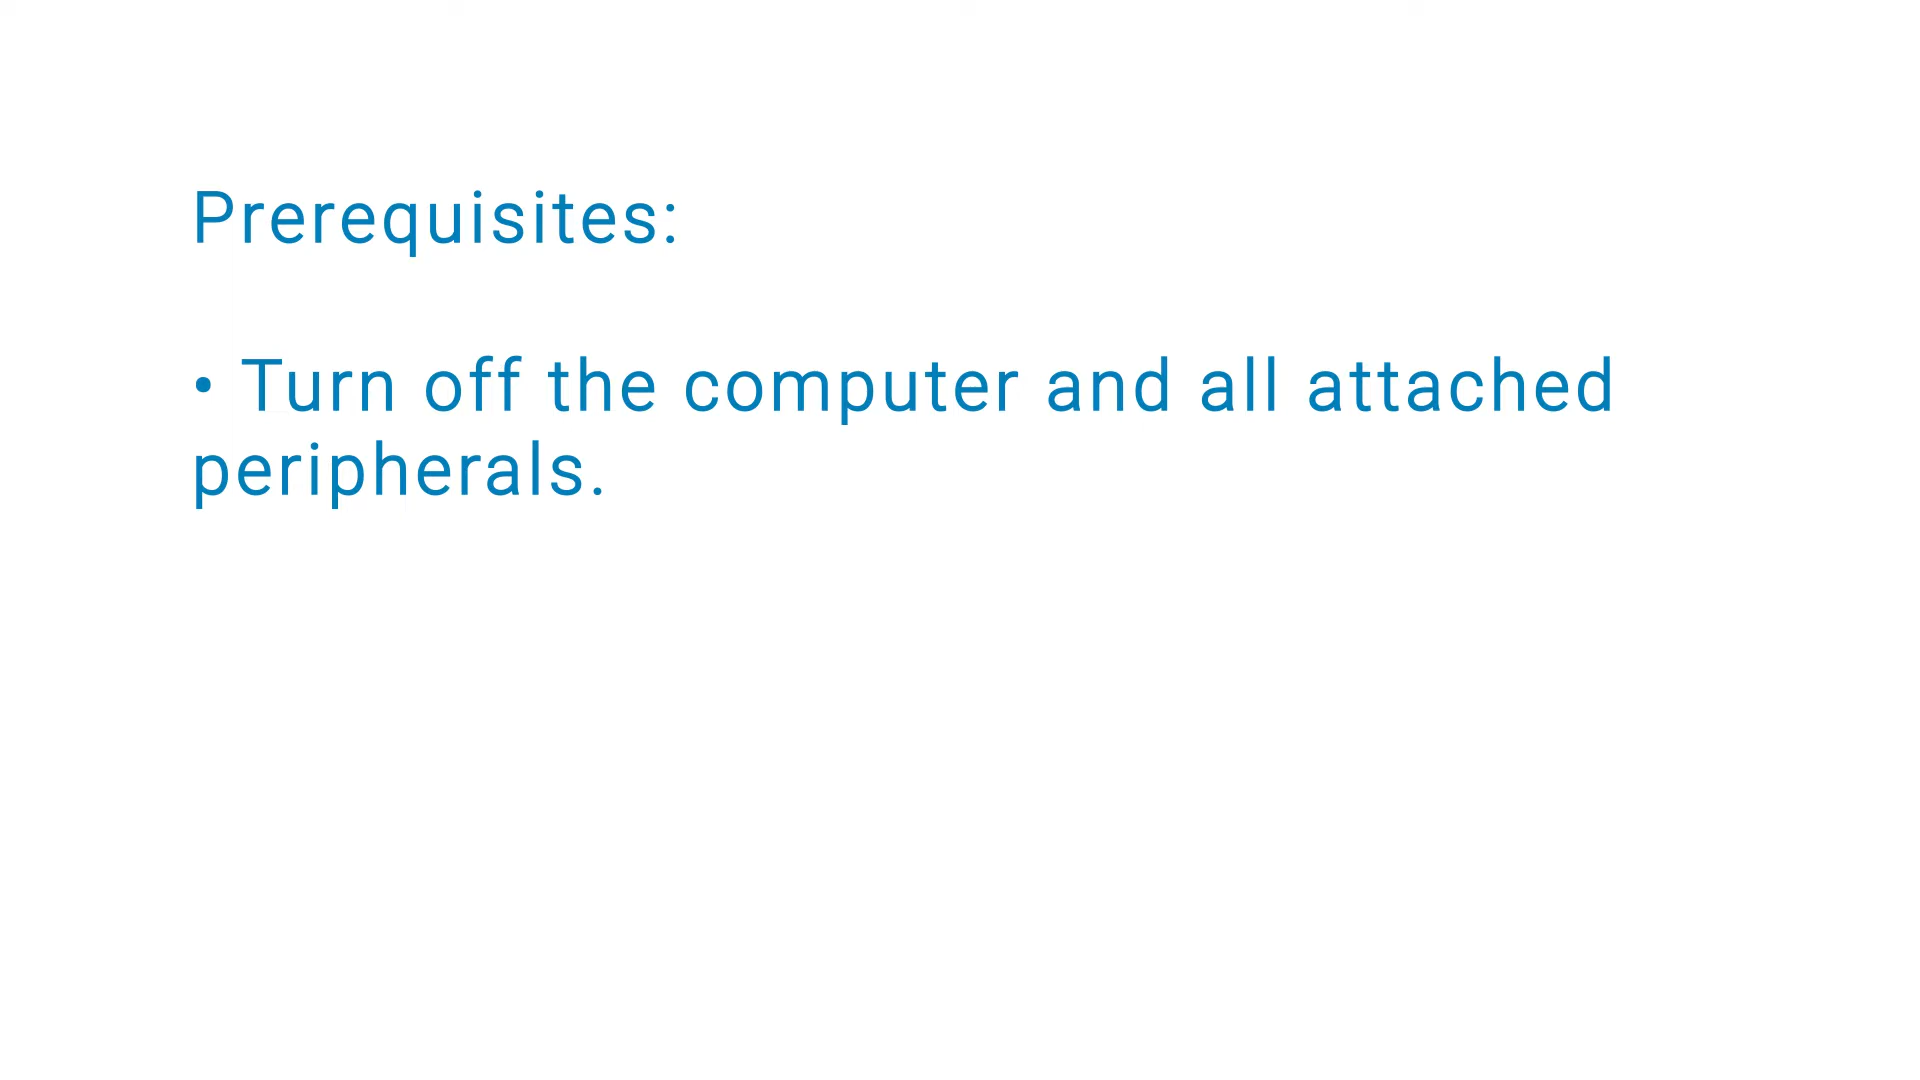 Prerequisites:
• Turn off the computer and all attached
peripherals.